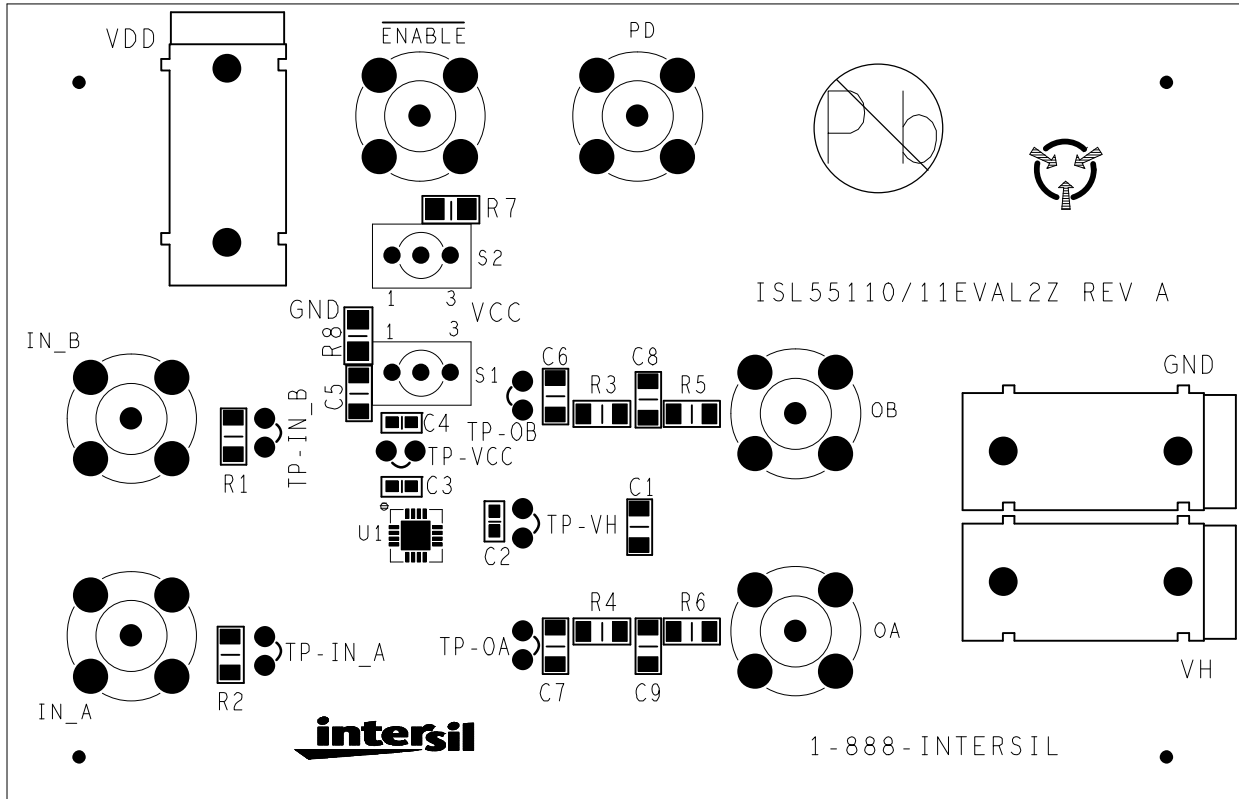 VDD
ENABLE
PD
Pb
R7
S2
1 3
GND
VCC
R8
1 3
S1
ISL55110/11EVAL2Z REV A
IN_B
C5
C6
C8
R3
R5
GND
OB
C4
TP-OB
TP-IN_B
R1
TP-VCC
C3
C1
U1
TP-VH
C2
R4
R6
OA
TP-IN_A
TP-OA
VH
R2
C7
C9
IN_A
intersil
1-888-INTERSIL